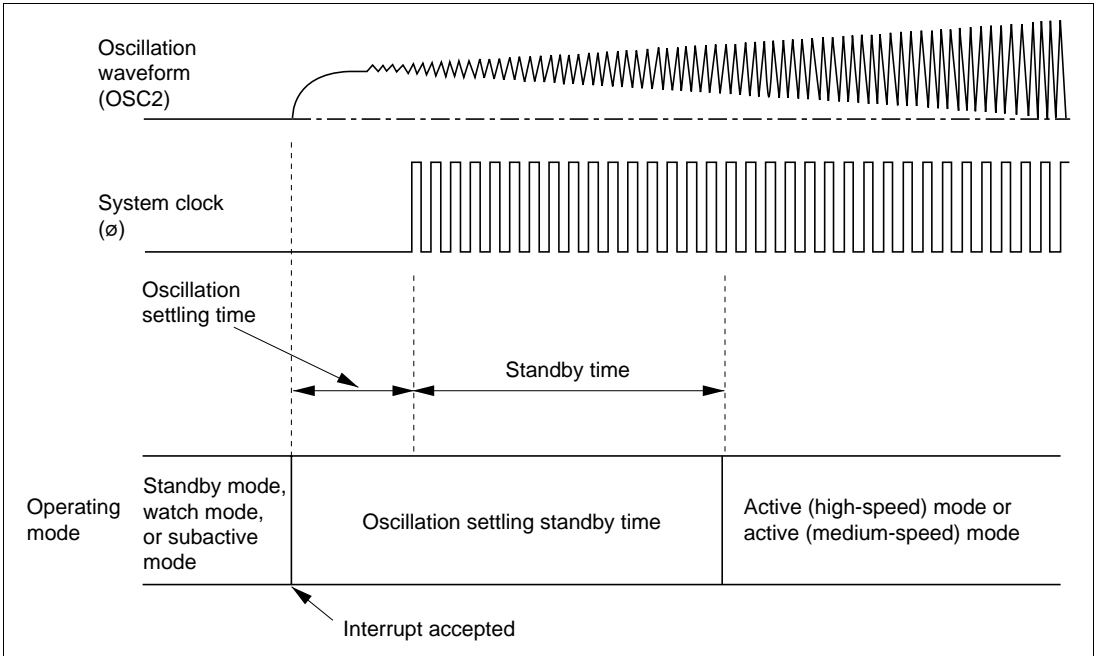 Oscillation
waveform
(OSC2)
System clock
(ø)
Oscillation
settling time
Standby time
Operating
mode
Standby mode,
watch mode,
or subactive
mode
Oscillation settling standby time
Active (high-speed) mode or
active (medium-speed) mode
Interrupt accepted